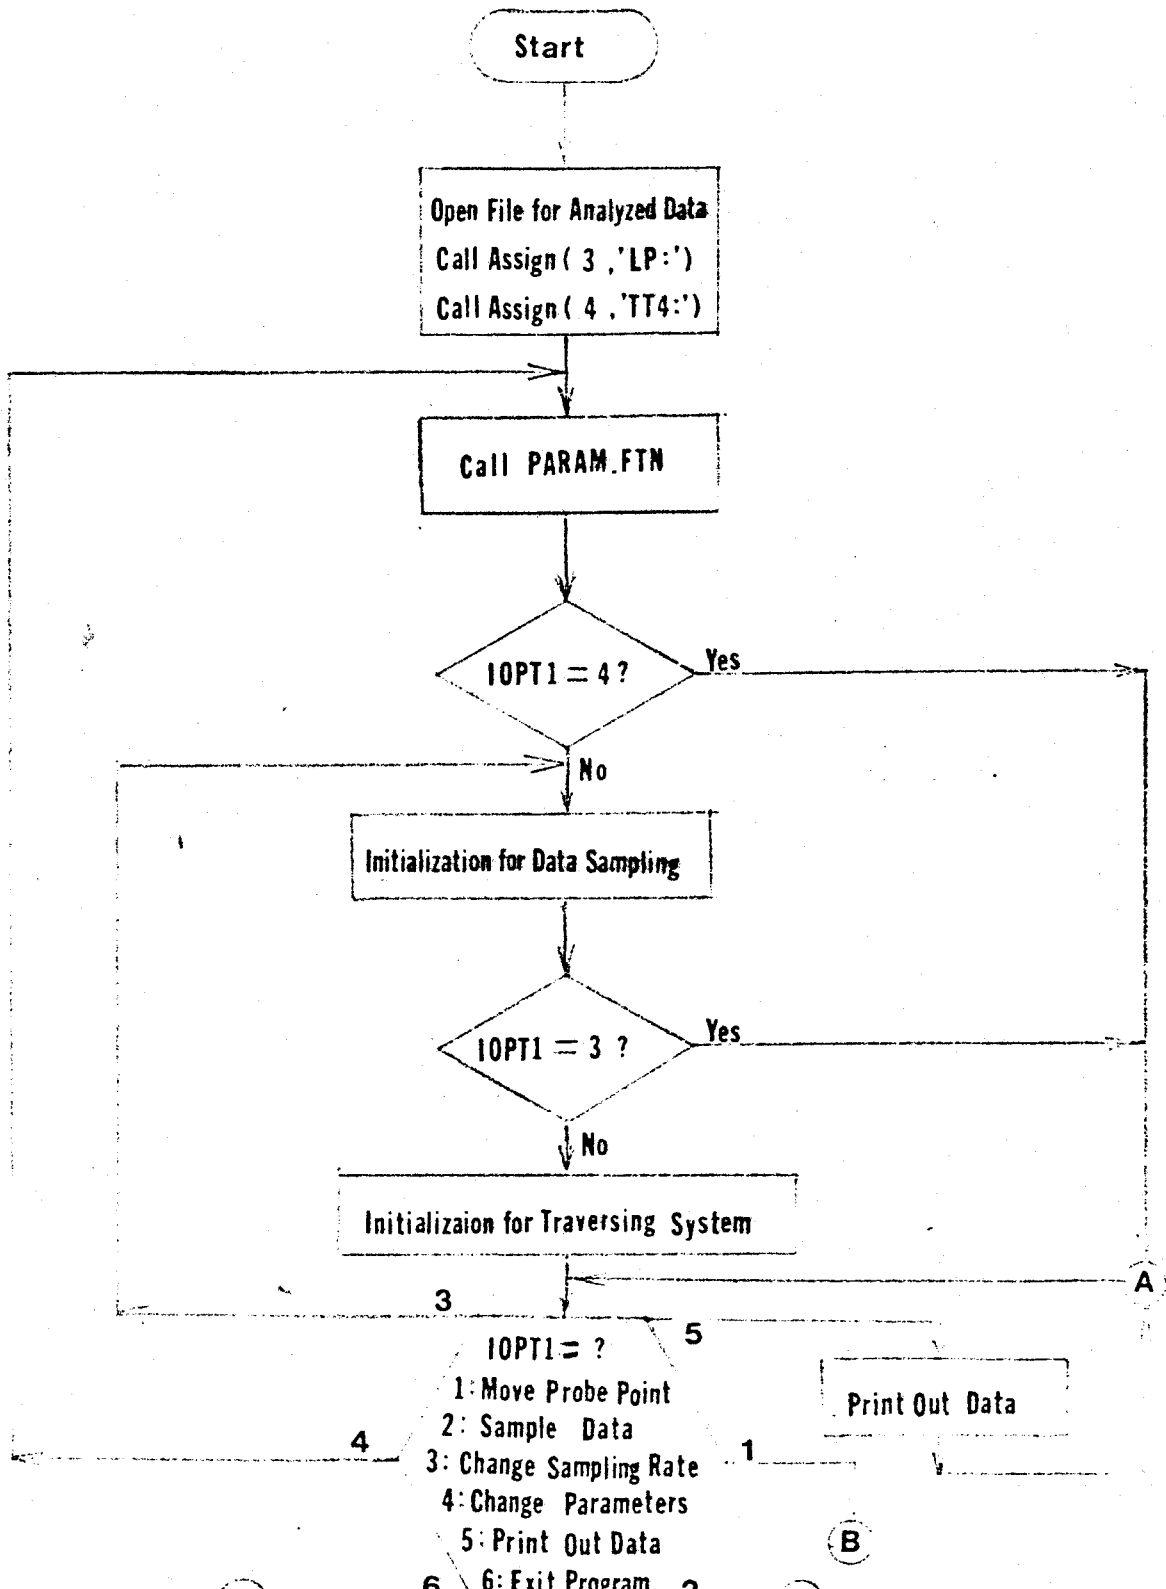 Start
Open File for Analyzed Data
Call Assign ( 3 ,'LP:')
Call Assign ( 4 ,'TT4:')
Call PARAM.FTN
IOPT1 = 4 ?
Yes
No
Initialization for Data Sampling
IOPT1 = 3 ?
Yes
No
Initializaion for Traversing System
A
3
5
IOPT1 = ?
1: Move Probe Point
Print Out Data
2: Sample Data
4
1
3: Change Sampling Rate
4: Change Parameters
5: Print Out Data
B
6
6: Exit Program
2